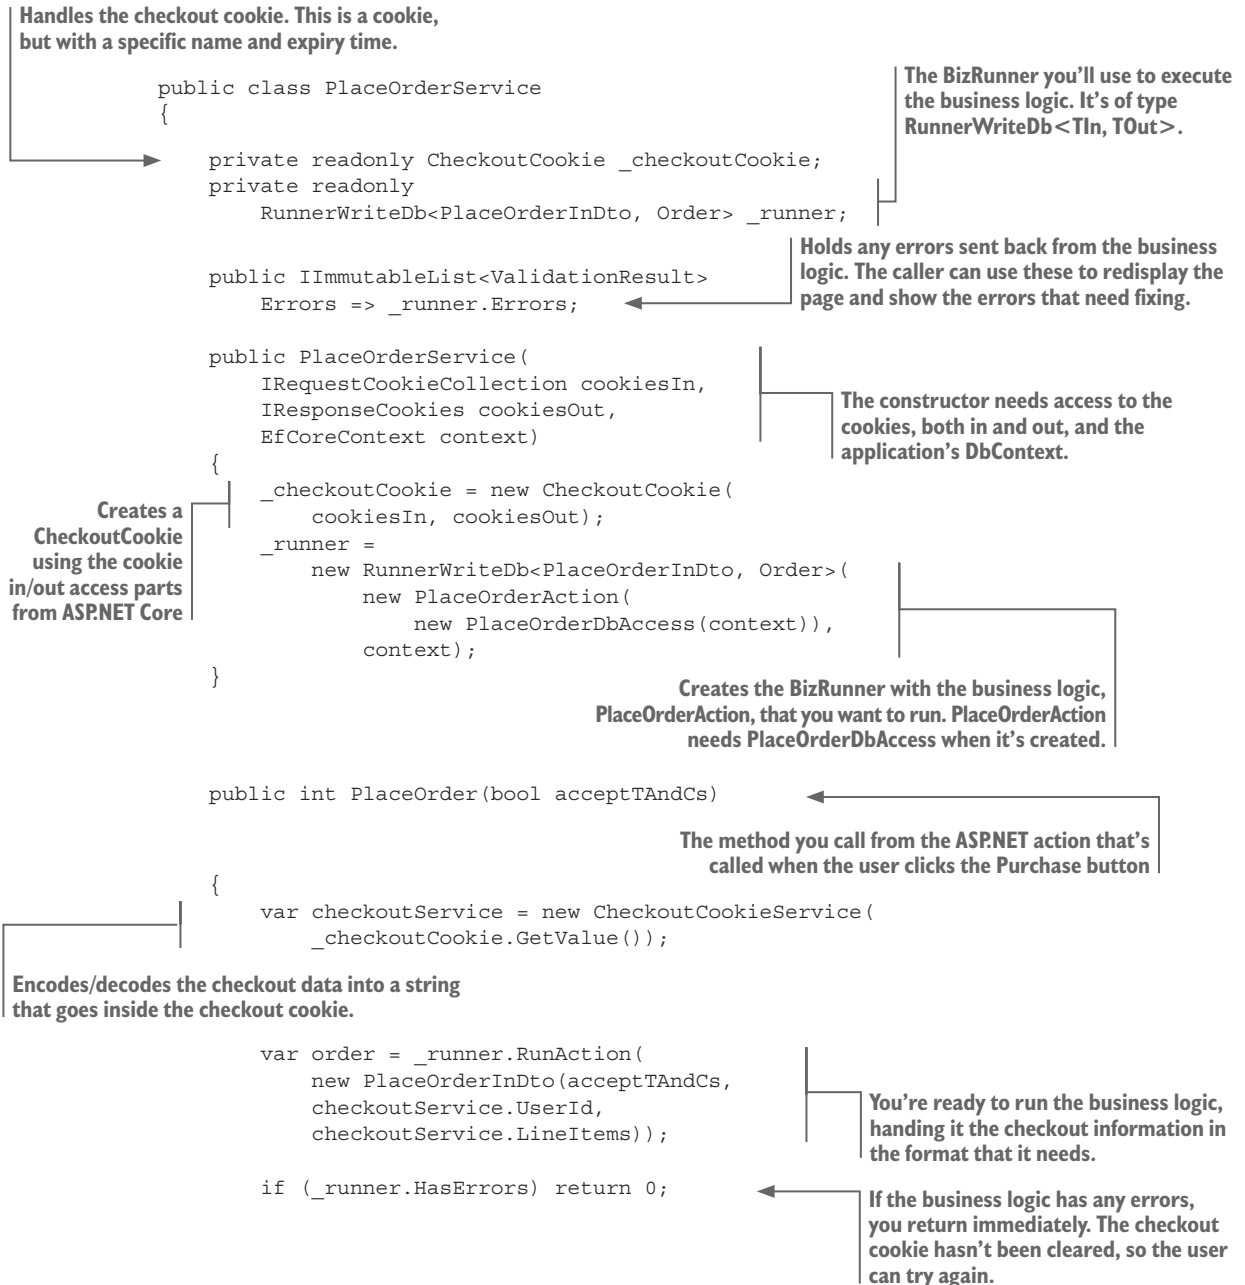 Handles the checkout cookie. This is a cookie,
but with a specific name and expiry time.
public class PlaceOrderService
{
The BizRunner you'll use to execute
the business logic. It's of type
RunnerWriteDb<TIn, TOut>.
private readonly CheckoutCookie _checkoutCookie;
private readonly
RunnerWriteDb<PlaceOrderInDto, Order> _runner;
Holds any errors sent back from the business
logic. The caller can use these to redisplay the
page and show the errors that need fixing.
public IImmutableList<ValidationResult>
Errors => _runner.Errors;
public PlaceOrderService(
IRequestCookieCollection cookiesIn,
IResponseCookies cookiesOut,
EfCoreContext context)
The constructor needs access to the
cookies, both in and out, and the
application's DbContext.
{
_checkoutCookie = new CheckoutCookie(
cookiesIn, cookiesOut);
Creates a
CheckoutCookie
using the cookie
in/out access parts
from ASP.NET Core
_runner =
new RunnerWriteDb<PlaceOrderInDto, Order>(
new PlaceOrderAction(
new PlaceOrderDbAccess(context)),
context);
}
Creates the BizRunner with the business logic,
PlaceOrderAction, that you want to run. PlaceOrderAction
needs PlaceOrderDbAccess when it's created.
public int PlaceOrder(bool acceptTAndCs)
The method you call from the ASP.NET action that's
called when the user clicks the Purchase button
{
var checkoutService = new CheckoutCookieService(
_checkoutCookie.GetValue());
Encodes/decodes the checkout data into a string
that goes inside the checkout cookie.
var order = _runner.RunAction(
new PlaceOrderInDto(acceptTAndCs,
checkoutService.UserId,
checkoutService.LineItems));
You're ready to run the business logic,
handing it the checkout information in
the format that it needs.
if (_runner.HasErrors) return 0;
If the business logic has any errors,
you return immediately. The checkout
cookie hasn't been cleared, so the user
can try again.